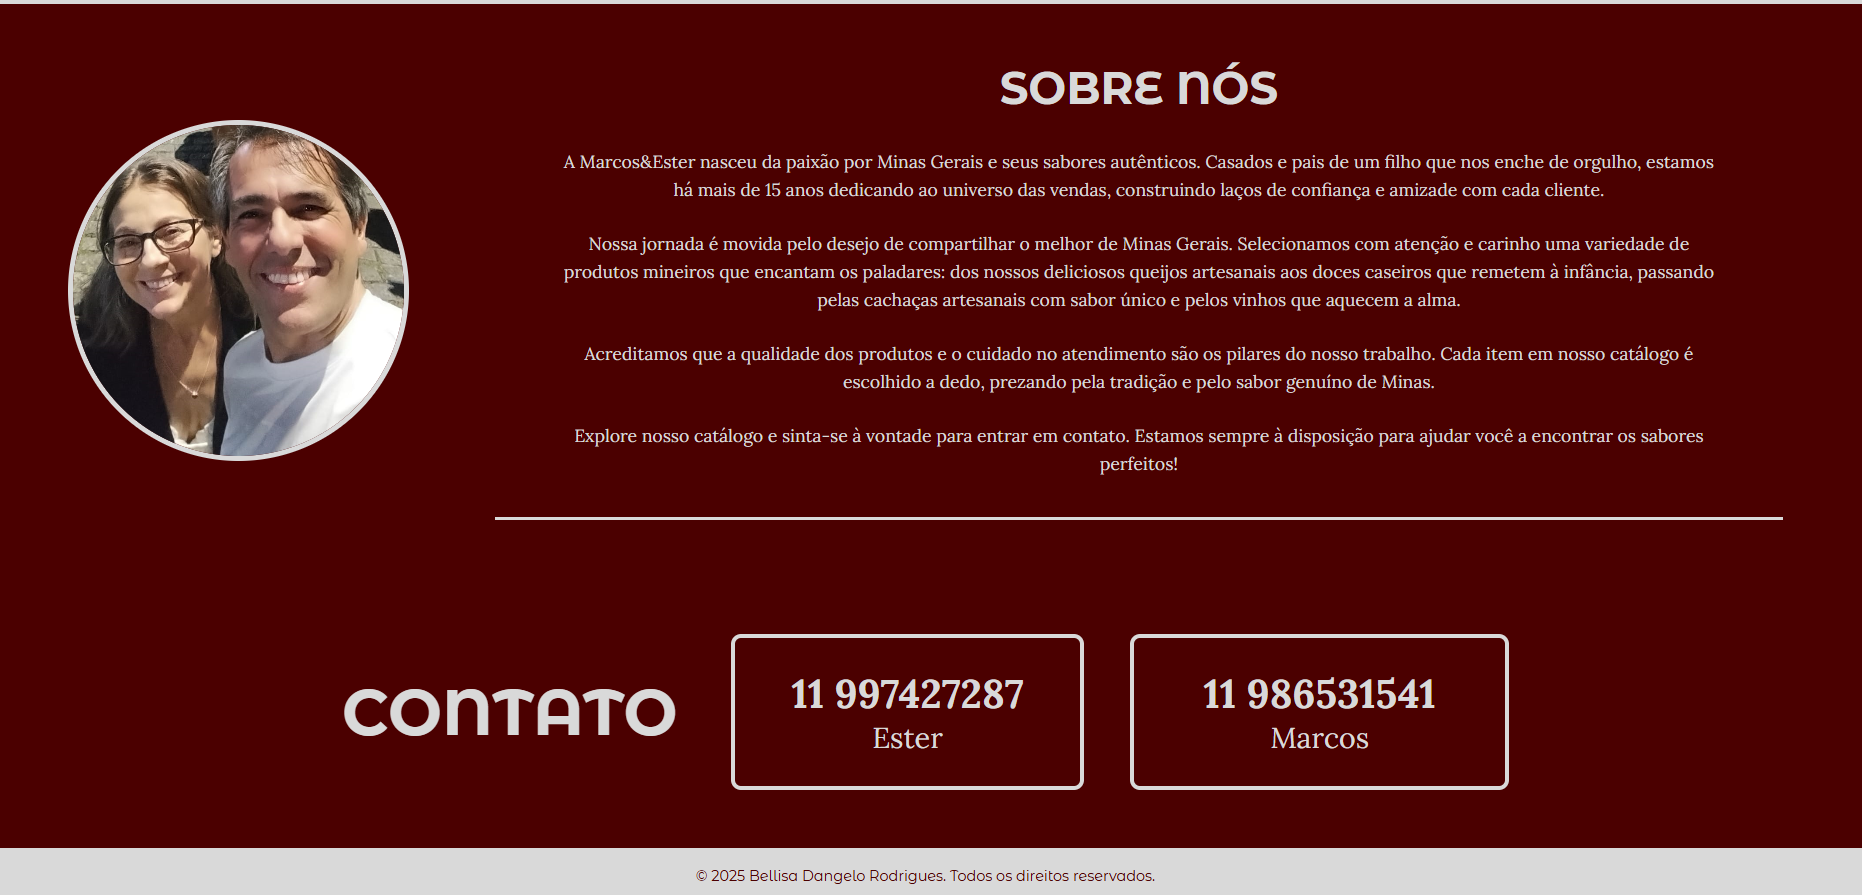 SOBRE NÓS
A Marcos&Ester nasceu da paixão por Minas Gerais e seus sabores autênticos. Casados e pais de um filho que nos enche de orgulho, estamos
há mais de 15 anos dedicando ao universo das vendas, construindo laços de confiança e amizade com cada cliente.
Nossa jornada é movida pelo desejo de compartilhar o melhor de Minas Gerais. Selecionamos com atenção e carinho uma variedade de
produtos mineiros que encantam os paladares: dos nossos deliciosos queijos artesanais aos doces caseiros que remetem à infância, passando
pelas cachaças artesanais com sabor único e pelos vinhos que aquecem a alma.
Acreditamos que a qualidade dos produtos e o cuidado no atendimento são os pilares do nosso trabalho. Cada item em nosso catálogo é
escolhido a dedo, prezando pela tradição e pelo sabor genuíno de Minas.
Explore nosso catálogo e sinta-se à vontade para entrar em contato. Estamos sempre à disposição para ajudar você a encontrar os sabores
perfeitos!
CONTATO
11 997427287
Ester
11 986531541
Marcos
© 2025 Bellisa Dangelo Rodrigues. Todos os direitos reservados.